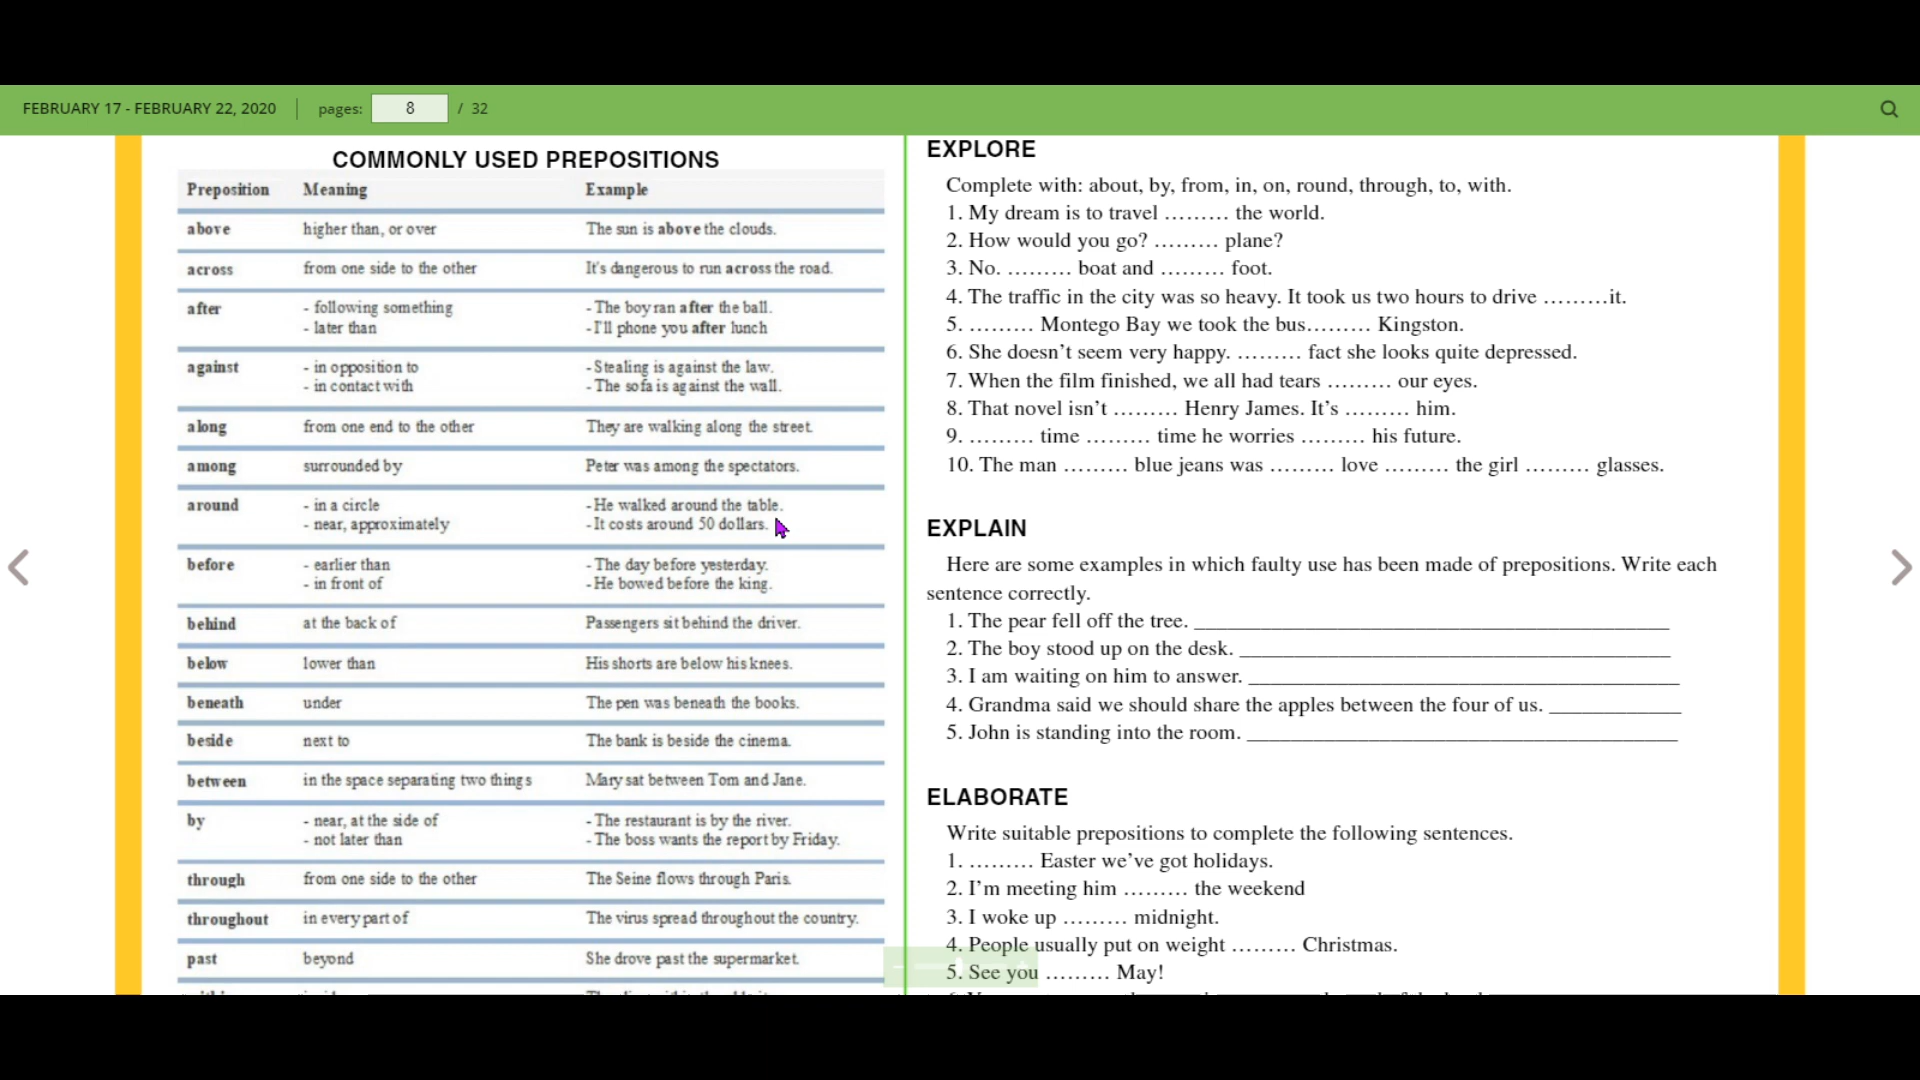 FEBRUARY 17 - FEBRUARY 22, 2020 pages: 8 / 32
COMMONLY USED PREPOSITIONS
Preposition Meaning Example
above higher than, or over The sun is above the clouds.
across from one side to the other It's dangerous to run across the road.
after - following something - The boy ran after the ball.
- later than - I'll phone you after lunch
against - in opposition to - Stealing is against the law.
- in contact with - The sofa is against the wall.
along from one end to the other They are walking along the street.
among surrounded by Peter was among the spectators.
around - in a circle - He walked around the table.
- near, approximately - It costs around 50 dollars.
before - earlier than - The day before yesterday.
- in front of - He bowed before the king.
behind at the back of Passengers sit behind the driver.
below lower than His shorts are below his knees.
beneath under The pen was beneath the books.
beside next to The bank is beside the cinema.
between in the space separating two things Mary sat between Tom and Jane.
by - near, at the side of - The restaurant is by the river.
- not later than - The boss wants the report by Friday.
through from one side to the other The Seine flows through Paris.
throughout in every part of The virus spread throughout the country.
past beyond She drove past the supermarket.
EXPLORE
Complete with: about, by, from, in, on, round, through, to, with.
1. My dream is to travel ……… the world.
2. How would you go? ……… plane?
3. No. ……… boat and ……… foot.
4. The traffic in the city was so heavy. It took us two hours to drive ………it.
5. ……… Montego Bay we took the bus……… Kingston.
6. She doesn’t seem very happy. ……… fact she looks quite depressed.
7. When the film finished, we all had tears ……… our eyes.
8. That novel isn’t ……… Henry James. It’s ……… him.
9. ……… time ……… time he worries ……… his future.
10. The man ……… blue jeans was ……… love ……… the girl ……… glasses.
EXPLAIN
Here are some examples in which faulty use has been made of prepositions. Write each
sentence correctly.
1. The pear fell off the tree. ____________________
2. The boy stood up on the desk. ____________________
3. I am waiting on him to answer. ____________________
4. Grandma said we should share the apples between the four of us. ____________
5. John is standing into the room. ____________________
ELABORATE
Write suitable prepositions to complete the following sentences.
1. ……… Easter we’ve got holidays.
2. I’m meeting him ……… the weekend
3. I woke up ……… midnight.
4. People usually put on weight ……… Christmas.
5. See you ……… May!